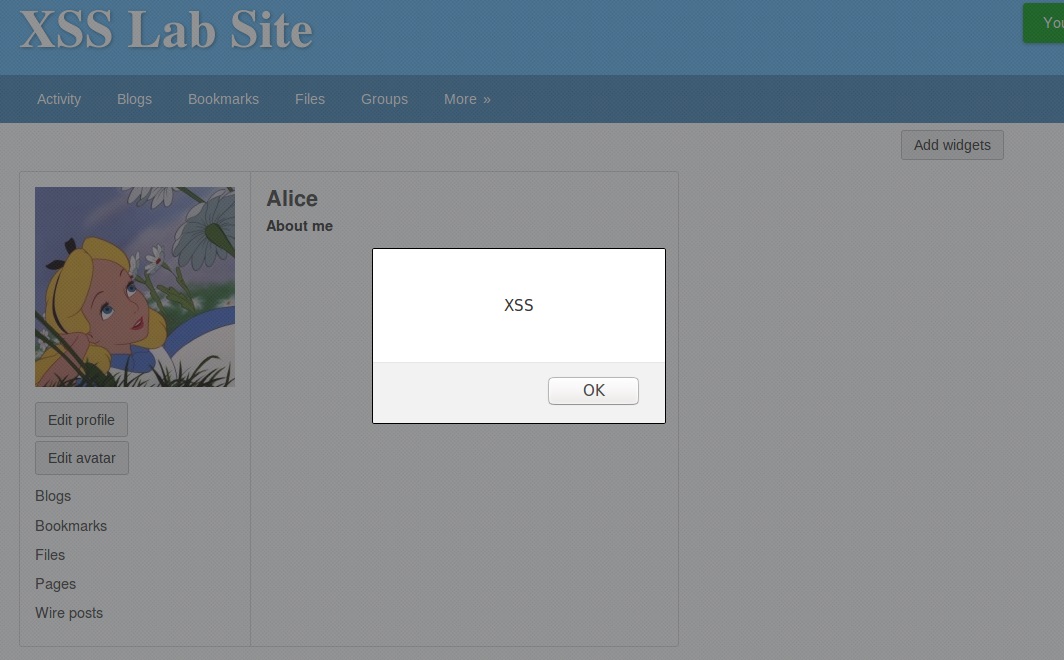 XSS Lab Site
Activity Blogs Bookmarks Files Groups More »
Add widgets
Alice
About me
XSS
OK
Edit profile
Edit avatar
Blogs
Bookmarks
Files
Pages
Wire posts